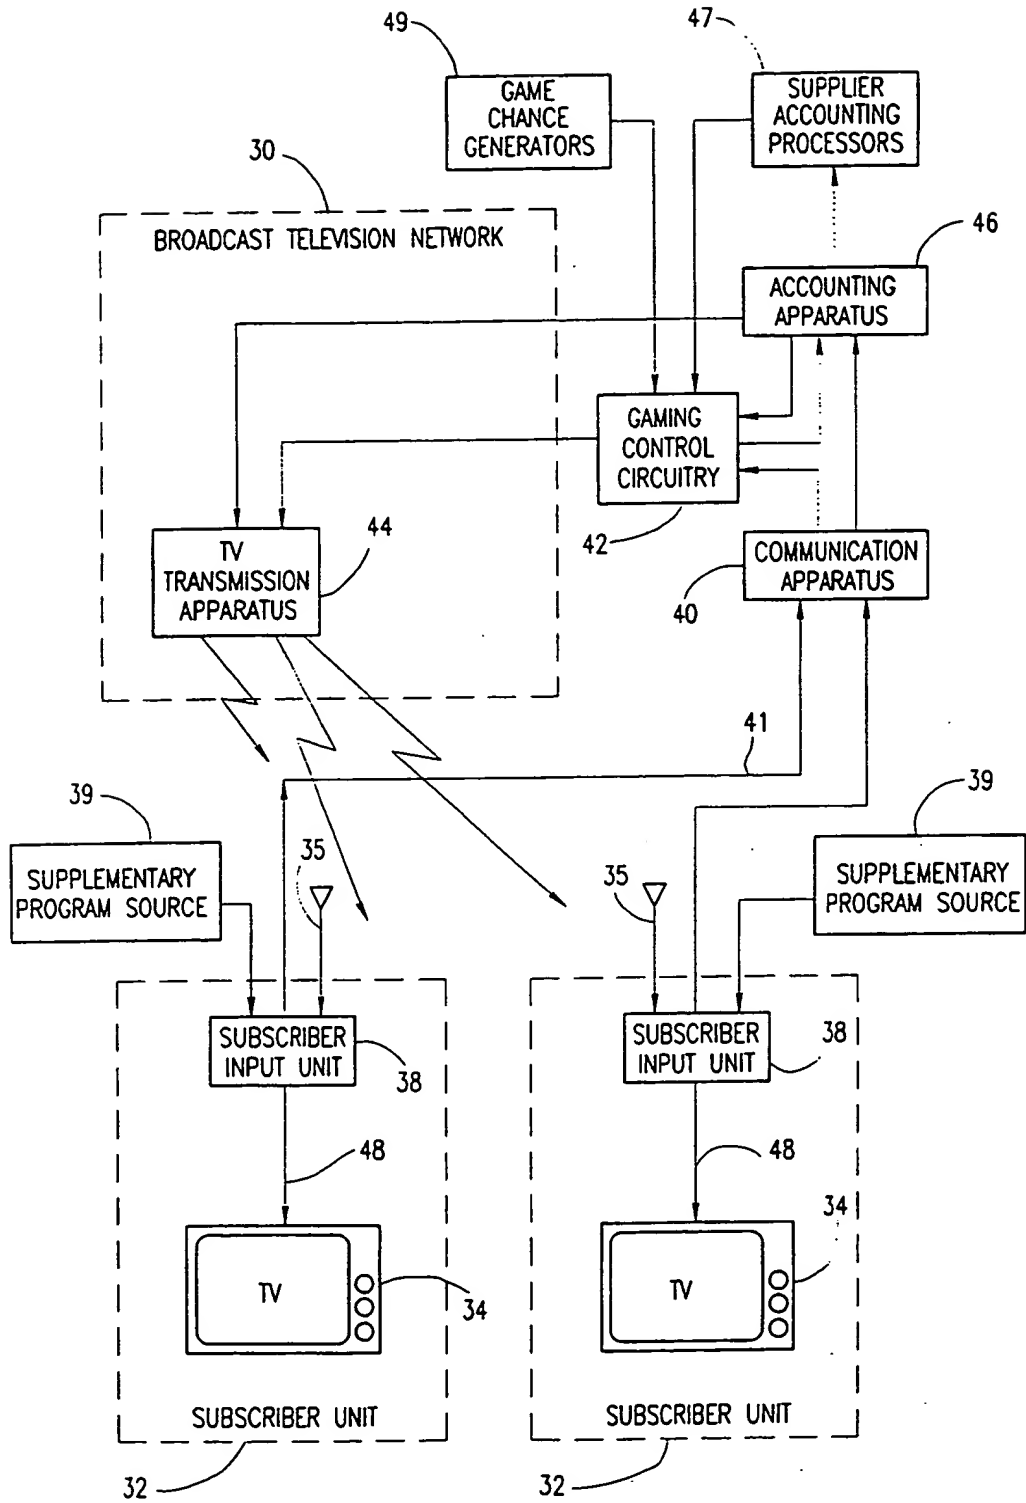 49
47
GAME
CHANCE
GENERATORS
SUPPLIER
ACCOUNTING
PROCESSORS
30
BROADCAST TELEVISION NETWORK
46
ACCOUNTING
APPARATUS
GAMING
CONTROL
CIRCUITRY
44
42
TV
TRANSMISSION
APPARATUS
COMMUNICATION
APPARATUS
40
41
39
39
35
35
SUPPLEMENTARY
PROGRAM SOURCE
SUPPLEMENTARY
PROGRAM SOURCE
SUBSCRIBER
INPUT UNIT
38
SUBSCRIBER
INPUT UNIT
38
48
48
34
TV
34
TV
SUBSCRIBER UNIT
SUBSCRIBER UNIT
32
32